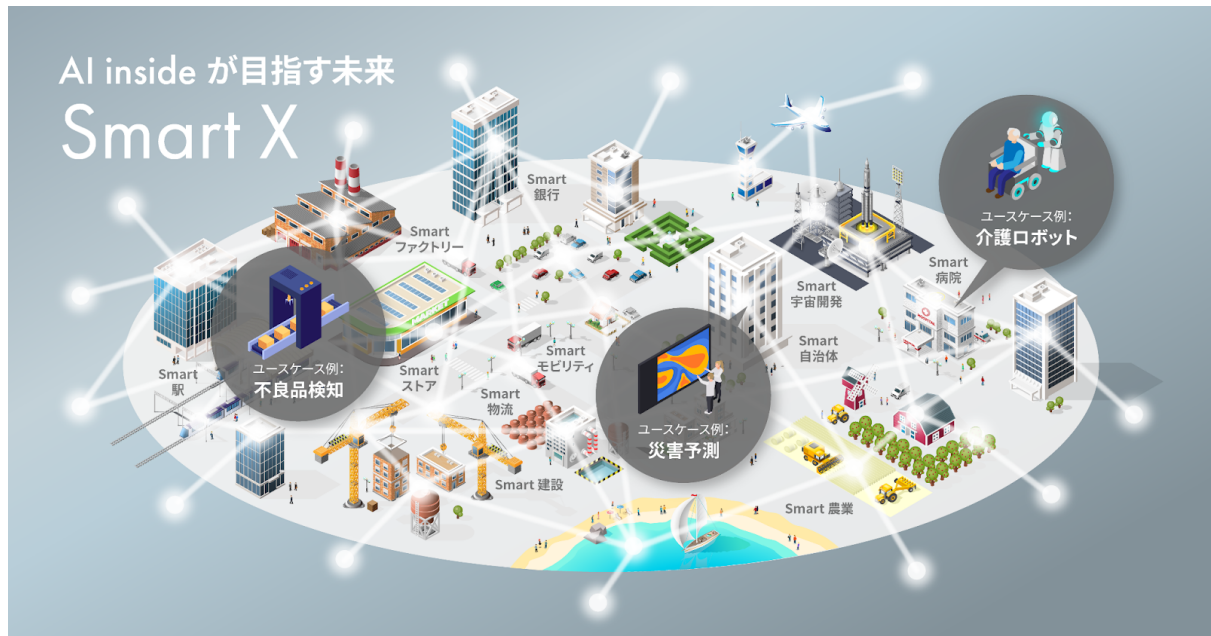 AI inside が目指す未来
Smart X
Smart
銀行
Smart
ファクトリー
ユースケース例：
介護ロボット
Smart
病院
Smart
宇宙開発
Smart
自治体
Smart
モビリティ
Smart
駅
ユースケース例：
不良品検知
Smart
ストア
Smart
物流
ユースケース例：
災害予測
Smart 建設
Smart 農業